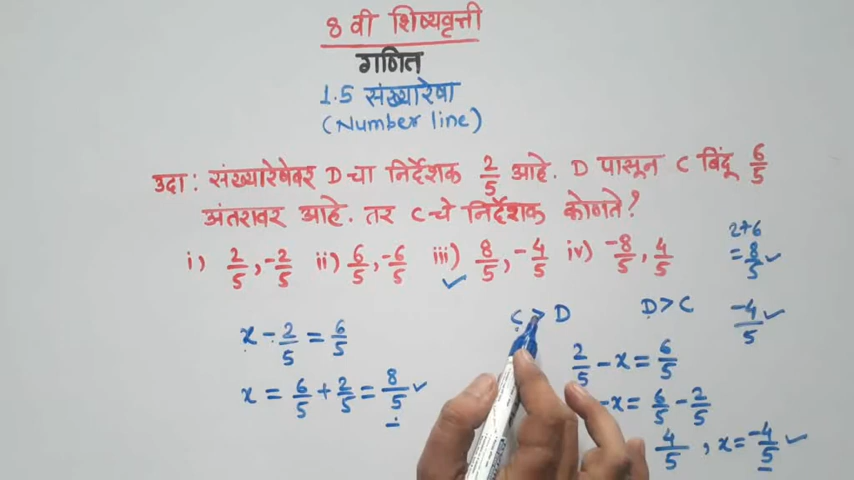 8 वी शिष्यवृत्ती
गणित
1.5 संख्यारेषा
(Number line)
उदा : संख्यारेषेवर D चा निर्देशक 2/5 आहे. D पासून C बिंदू 6/5
अंतरावर आहे. तर C चे निर्देशक कोणते?
i) 2/5, -2/5 ii) 6/5, -6/5 iii) 8/5, -4/5 iv) -8/5, 4/5
2+6
= 8/5 ✓
-4/5 ✓
✓
x - 2/5 = 6/5
x = 6/5 + 2/5 = 8/5 ✓
C > D
D > C
2/5 - x = 6/5
-x = 6/5 - 2/5
4/5 , x = -4/5 ✓